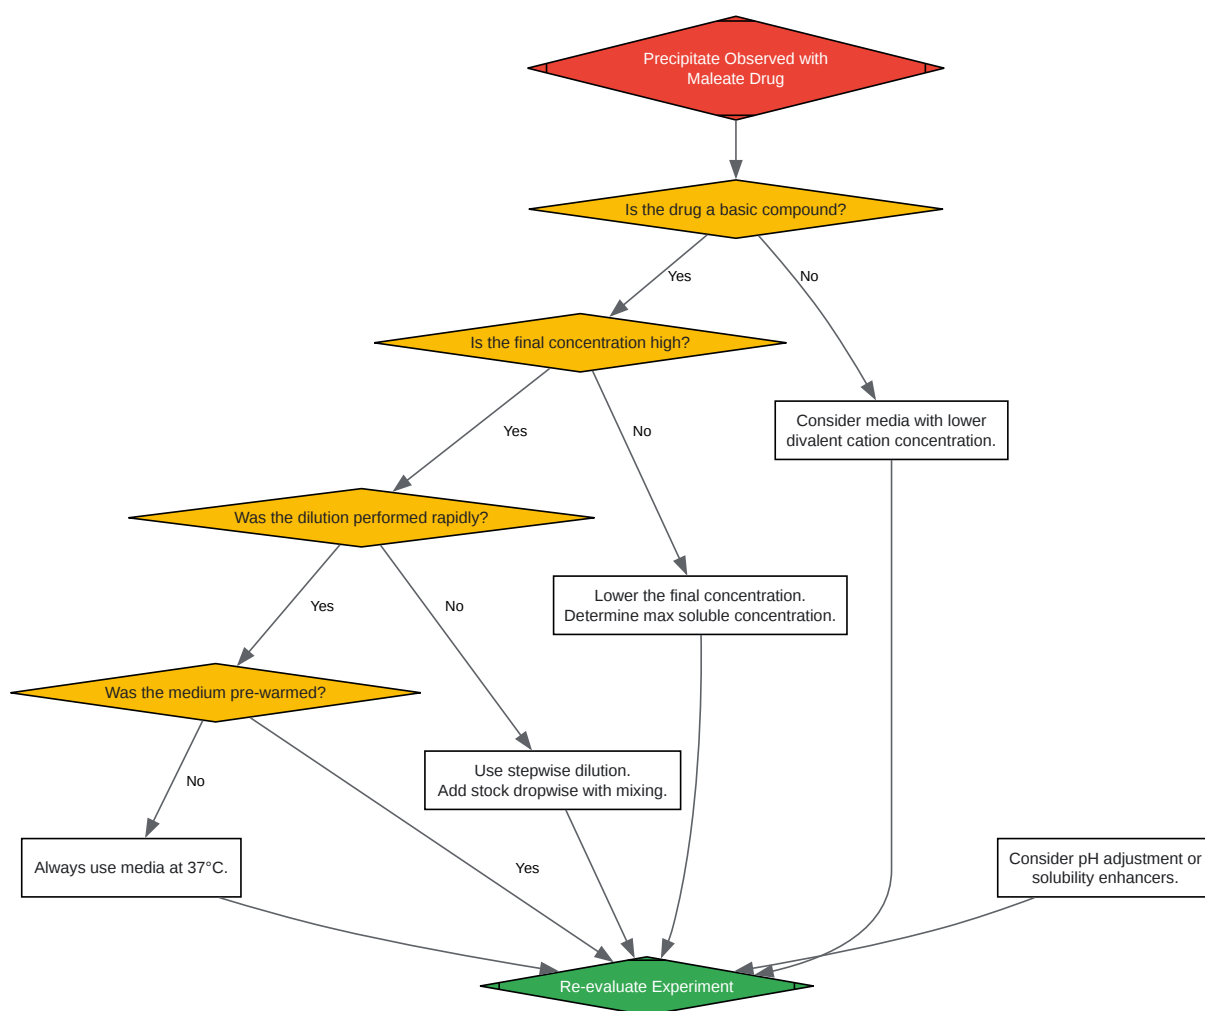 Precipitate Observed with
Maleate Drug
Is the drug a basic compound?
Yes
No
Is the final concentration high?
Consider media with lower
divalent cation concentration.
Yes
No
Was the dilution performed rapidly?
Lower the final concentration.
Determine max soluble concentration.
Yes
No
Was the medium pre-warmed?
Use stepwise dilution.
Add stock dropwise with mixing.
No
Yes
Always use media at 37°C.
Consider pH adjustment or
solubility enhancers.
Re-evaluate Experiment